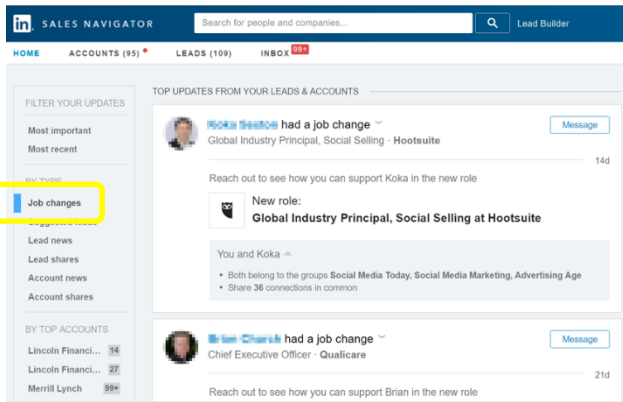 in. SALES NAVIGATOR
Search for people and companies...
Lead Builder
HOME ACCOUNTS (95) LEADS (109) INBOX 99+
FILTER YOUR UPDATES
Most important
Most recent
BY TYPE
Job changes
Suggested leads
Lead news
Lead shares
Account news
Account shares
BY TOP ACCOUNTS
Lincoln Financi... 14
Lincoln Financi... 27
Merrill Lynch 99+
TOP UPDATES FROM YOUR LEADS & ACCOUNTS
had a job change
Message
Global Industry Principal, Social Selling · Hootsuite
14d
Reach out to see how you can support Koka in the new role
New role:
Global Industry Principal, Social Selling at Hootsuite
You and Koka
• Both belong to the groups Social Media Today, Social Media Marketing, Advertising Age
• Share 36 connections in common
had a job change
Message
Chief Executive Officer · Qualicare
21d
Reach out to see how you can support Brian in the new role